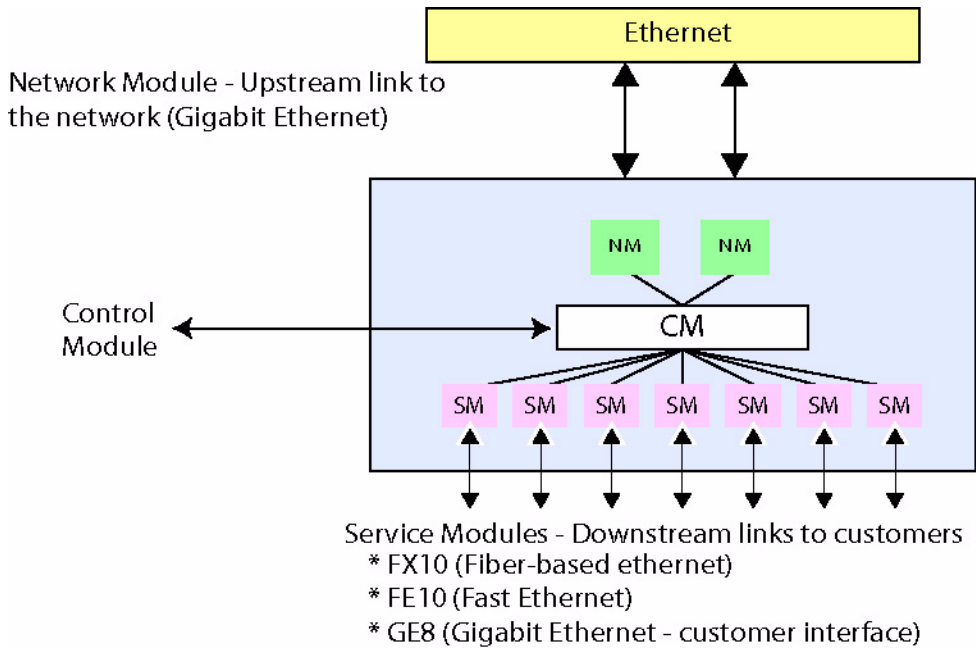 Ethernet
Network Module - Upstream link to
the network (Gigabit Ethernet)
NM NM
Control
Module
CM
SM SM SM SM SM SM SM
Service Modules - Downstream links to customers
* FX10 (Fiber-based ethernet)
* FE10 (Fast Ethernet)
* GE8 (Gigabit Ethernet - customer interface)